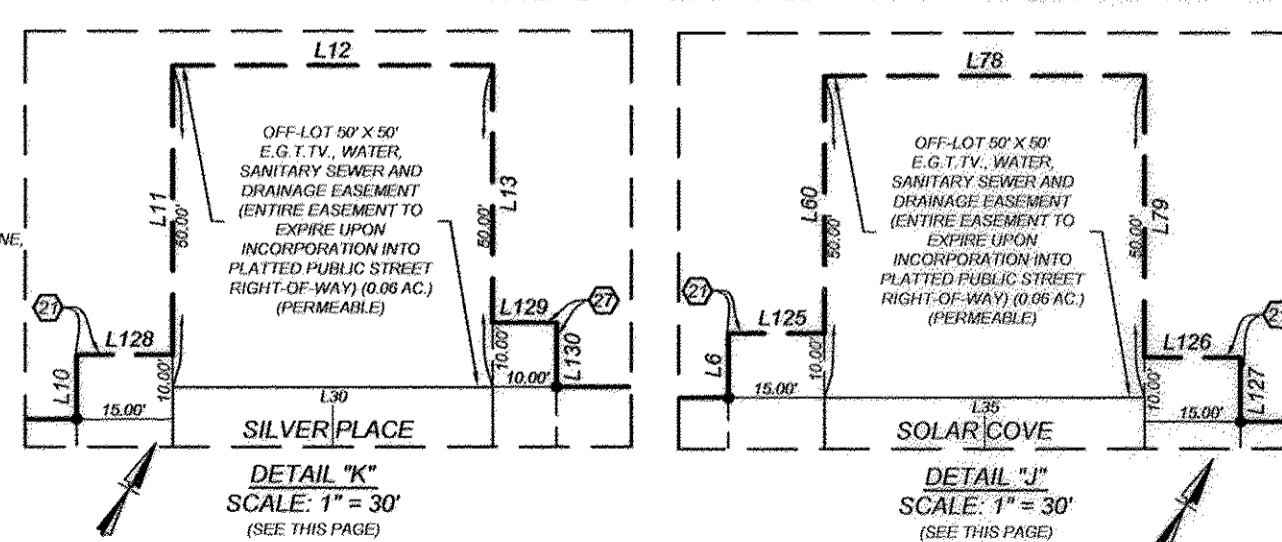 L12
OFF-LOT 50' X 50'
E.G.T.TV., WATER,
SANITARY SEWER AND
DRAINAGE EASEMENT
(ENTIRE EASEMENT TO
EXPIRE UPON
INCORPORATION INTO
PLATTED PUBLIC STREET
RIGHT-OF-WAY) (0.06 AC.)
(PERMEABLE)
L11
50.00'
L13
50.00'
NE,
21
L128
L10
10.00'
15.00'
L129
27
10.00'
L130
10.00'
L30
SILVER PLACE
DETAIL "K"
SCALE: 1" = 30'
(SEE THIS PAGE)
L78
OFF-LOT 50' X 50'
E.G.T.TV., WATER,
SANITARY SEWER AND
DRAINAGE EASEMENT
(ENTIRE EASEMENT TO
EXPIRE UPON
INCORPORATION INTO
PLATTED PUBLIC STREET
RIGHT-OF-WAY) (0.06 AC.)
(PERMEABLE)
L60
50.00'
L79
50.00'
21
L125
L6
10.00'
15.00'
L126
10.00'
L127
15.00'
L35
SOLAR COVE
DETAIL "J"
SCALE: 1" = 30'
(SEE THIS PAGE)